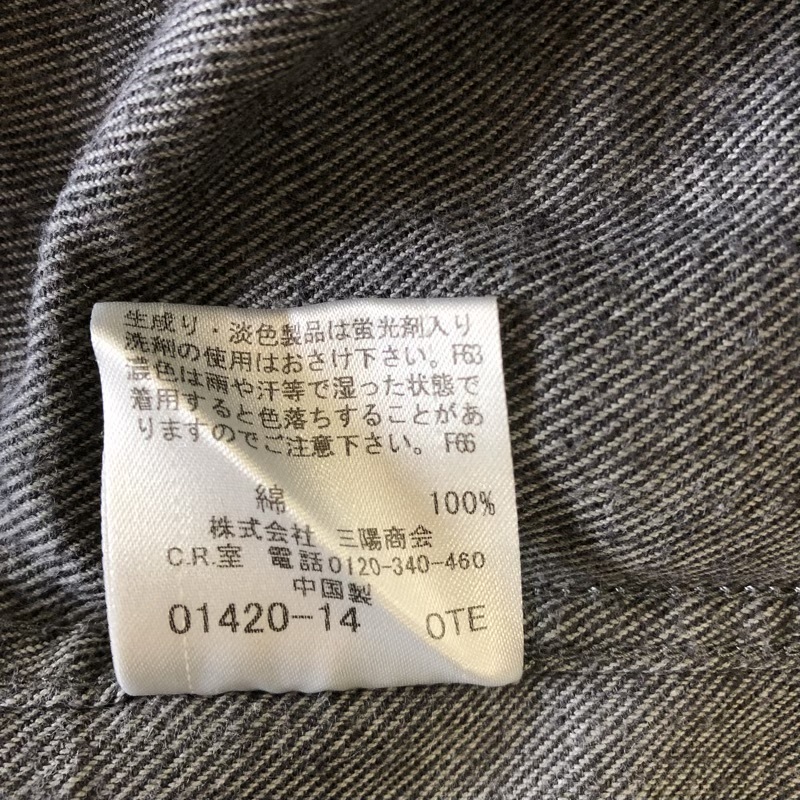 生成り・淡色製品は蛍光剤入り
洗剤の使用はおさけ下さい。F63
濃色は雨や汗等で湿った状態で
着用すると色落ちすることがあ
りますのでご注意下さい。F66
綿 100%
株式会社 三陽商会
C.R.室 電話0120-340-460
中国製
01420-14 OTE